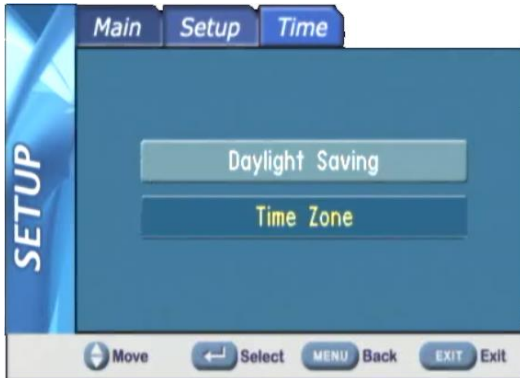 Main Setup Time
SETUP
Daylight Saving
Time Zone
Move Select MENU Back EXIT Exit